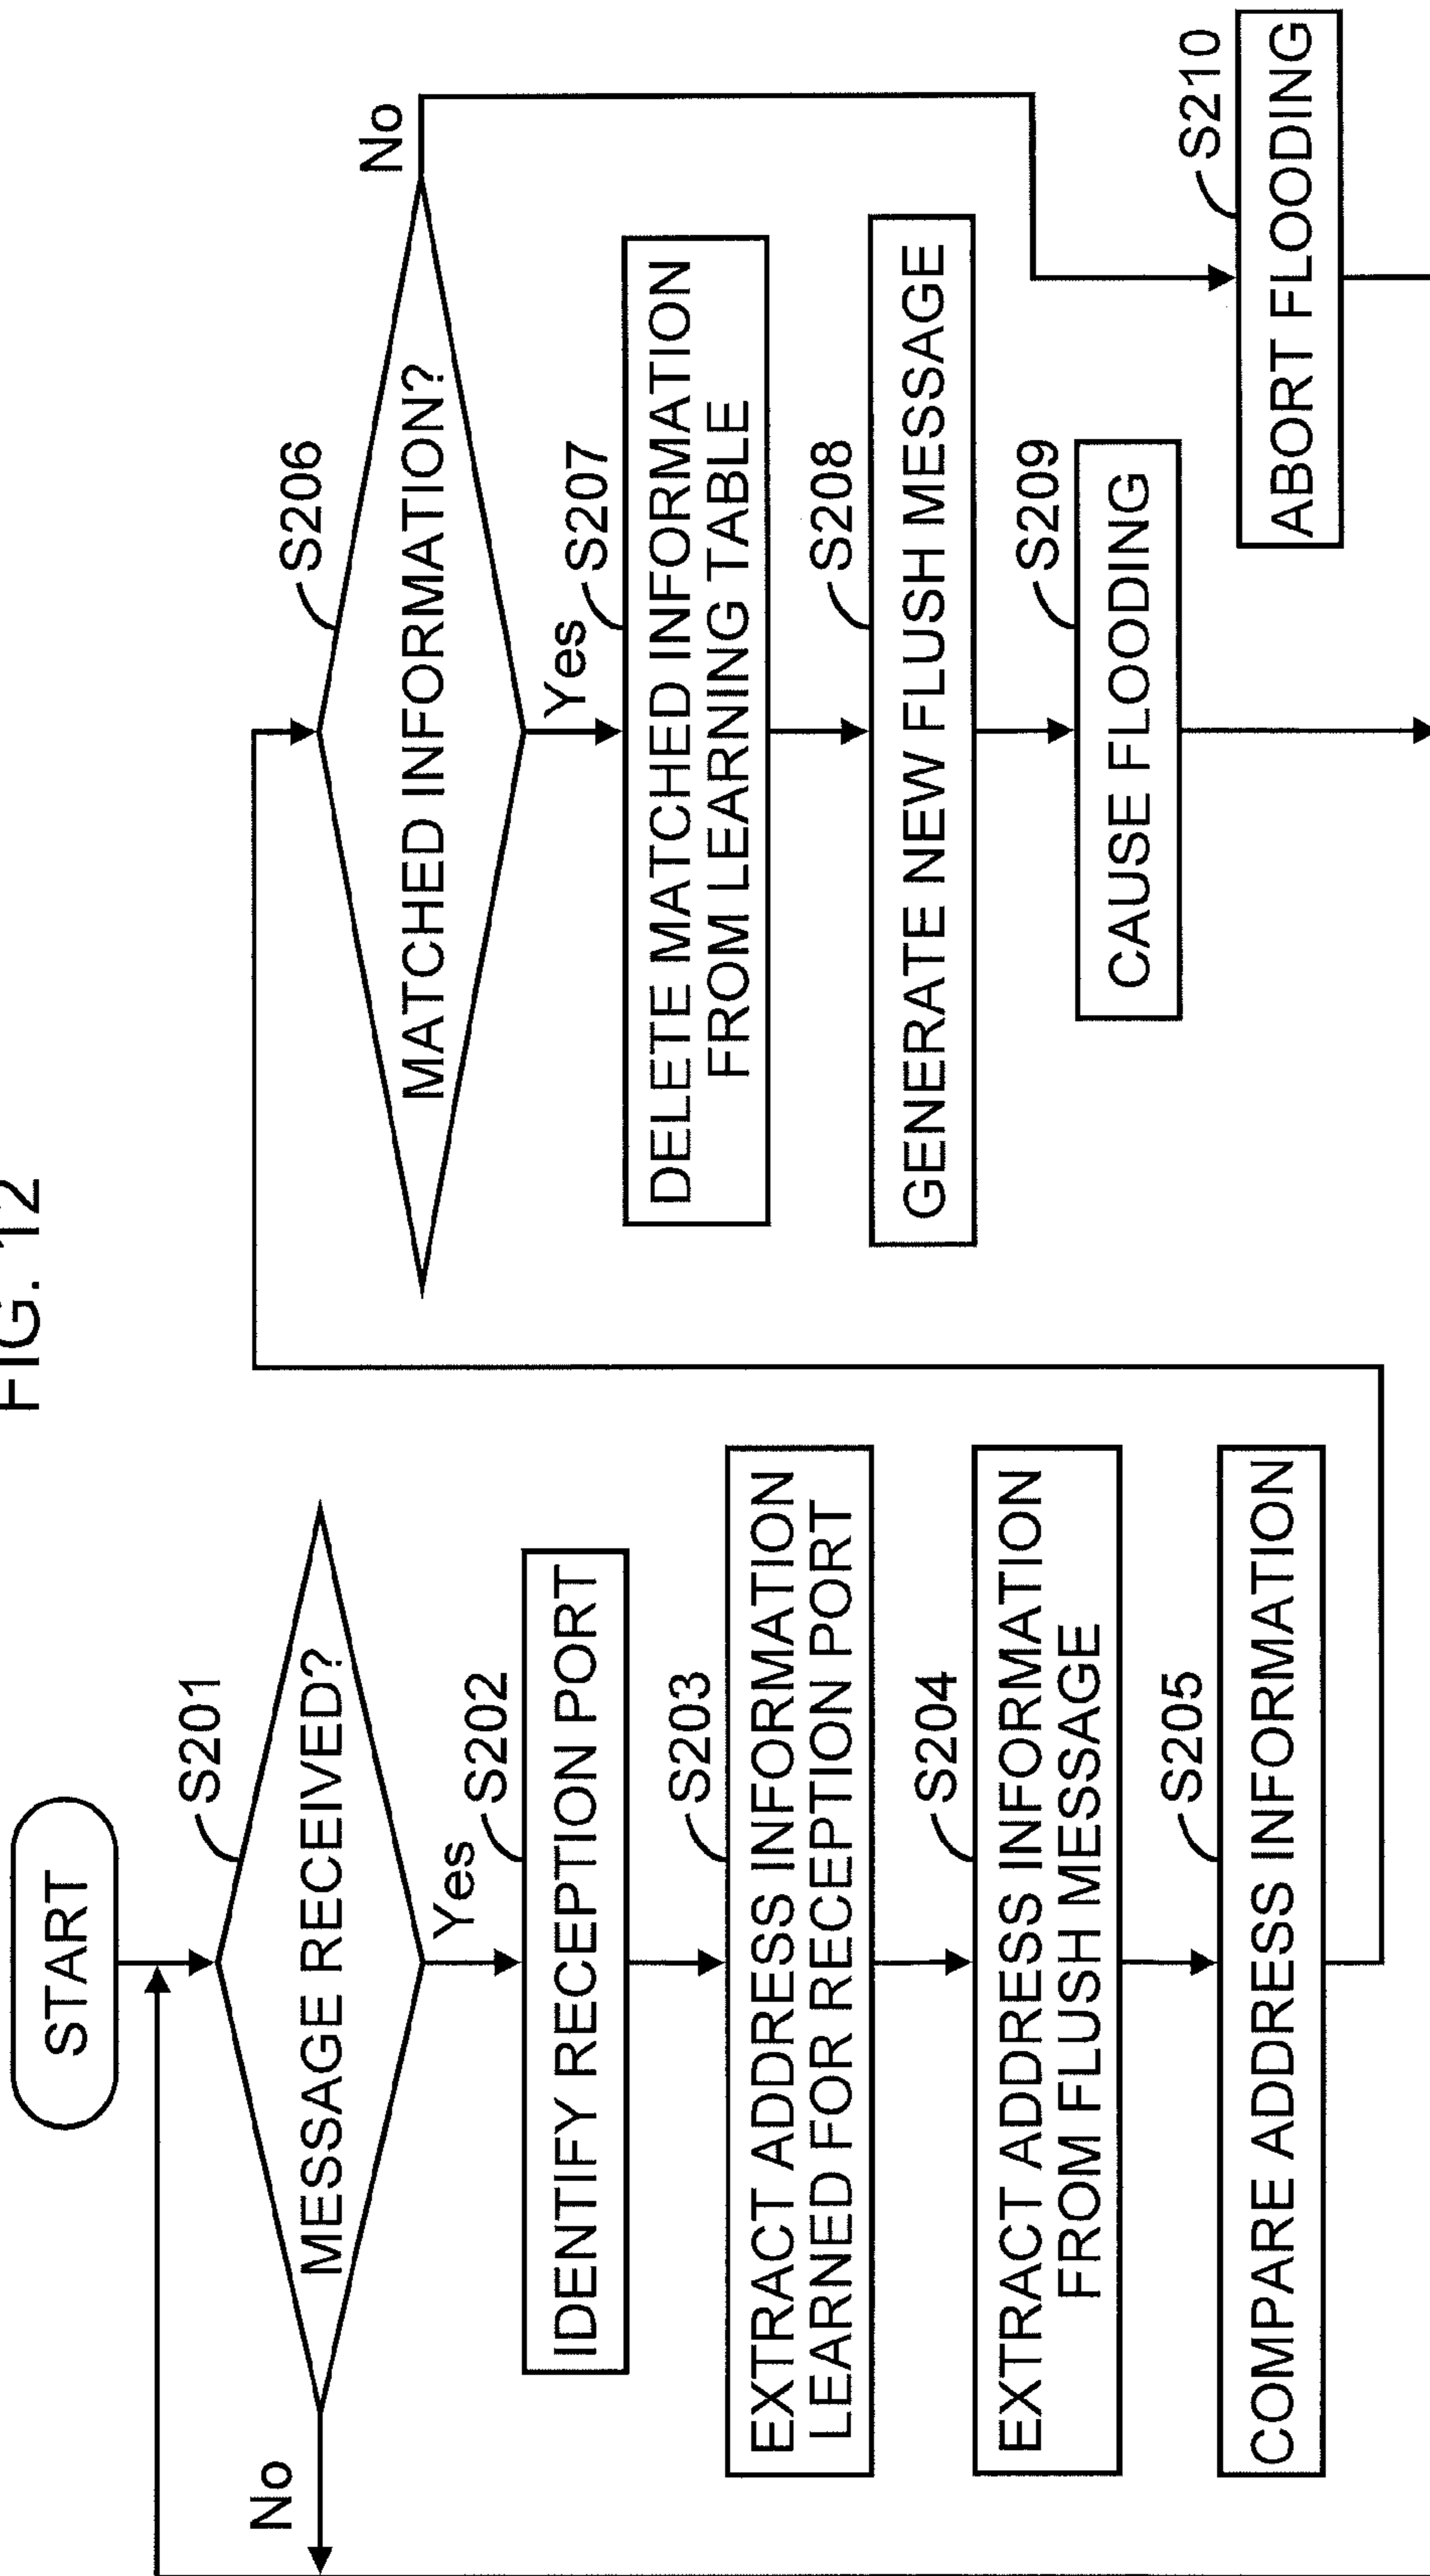 FIG. 12
START
S201
MESSAGE RECEIVED?
No
Yes
S202
IDENTIFY RECEPTION PORT
S203
EXTRACT ADDRESS INFORMATION
LEARNED FOR RECEPTION PORT
S204
EXTRACT ADDRESS INFORMATION
FROM FLUSH MESSAGE
S205
COMPARE ADDRESS INFORMATION
S206
MATCHED INFORMATION?
No
Yes
S207
DELETE MATCHED INFORMATION
FROM LEARNING TABLE
S208
GENERATE NEW FLUSH MESSAGE
S209
CAUSE FLOODING
S210
ABORT FLOODING